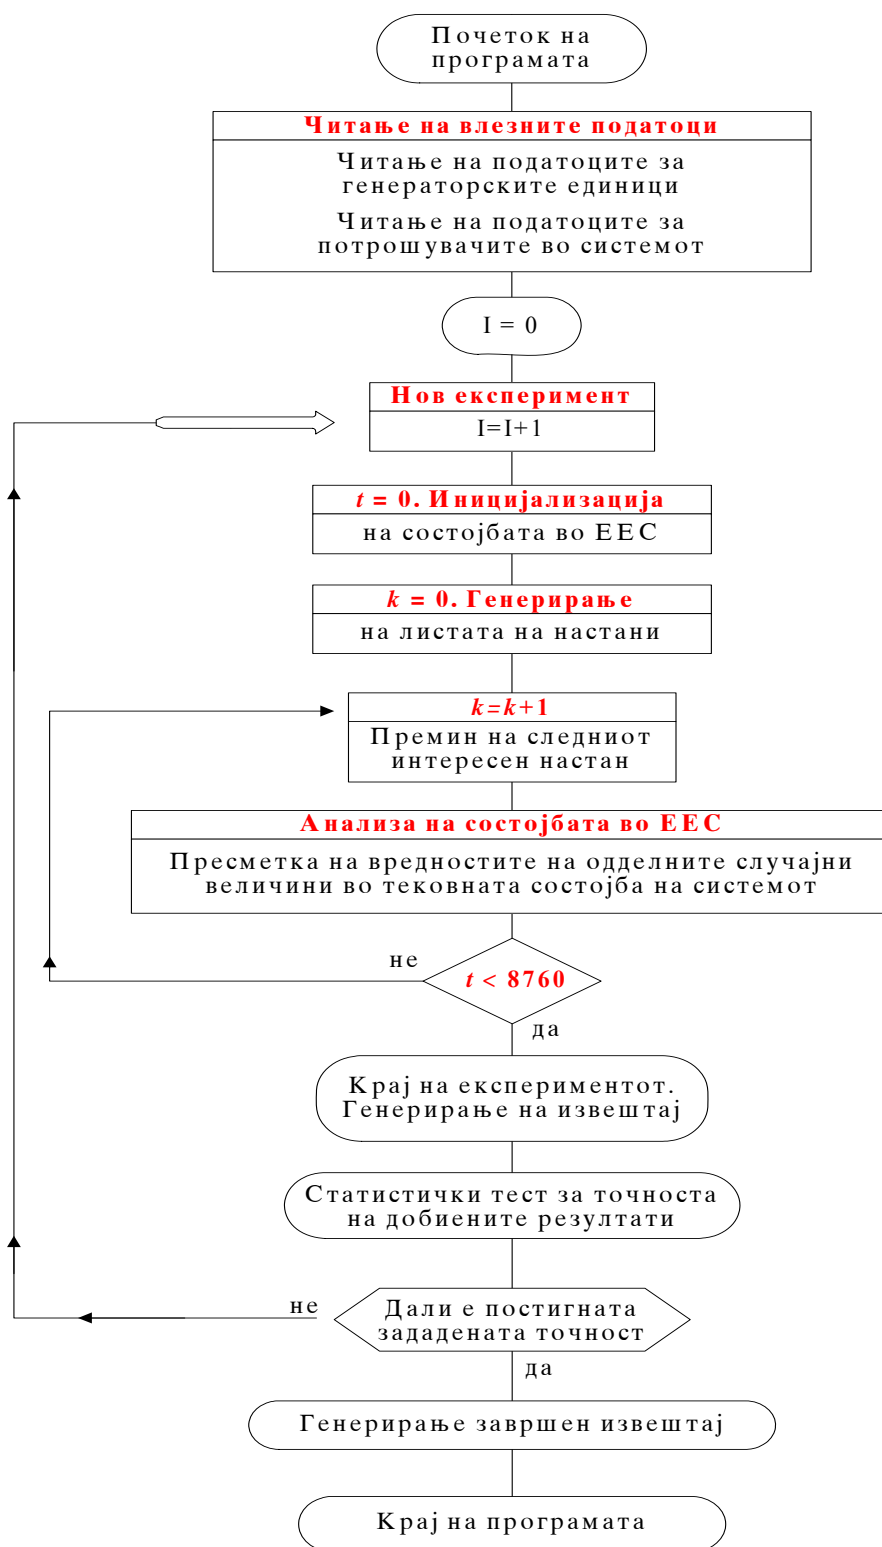 Почеток на
програмата
Читање на влезните податоци
Читање на податоците за
генераторските единици
Читање на податоците за
потрошувачите во системот
I = 0
Нов експеримент
I=I+1
t = 0. Иницијализација
на состојбата во ЕЕС
k = 0. Генерирање
на листата на настани
k=k+1
Премин на следниот
интересен настан
Анализа на состојбата во ЕЕС
Пресметка на вредностите на одделните случајни
величини во тековната состојба на системот
не
t < 8760
да
Крај на експериментот.
Генерирање на извештај
Статистички тест за точноста
на добиените резултати
не
Дали е постигната
зададената точност
да
Генерирање завршен извештај
Крај на програмата